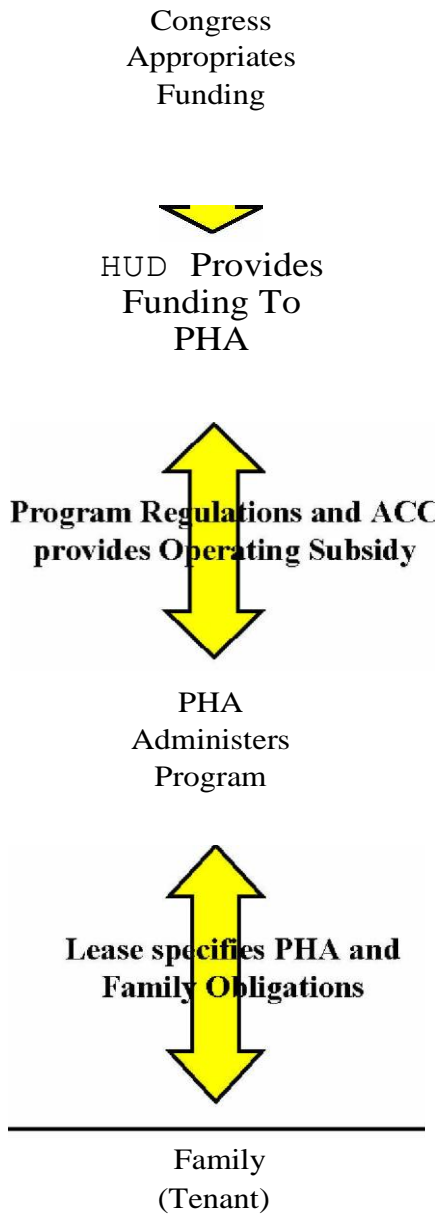 Congress
Appropriates
Funding
HUD Provides
Funding To
PHA
Program Regulations and ACC
provides Operating Subsidy
PHA
Administers
Program
Lease specifies PHA and
Family Obligations
Family
(Tenant)